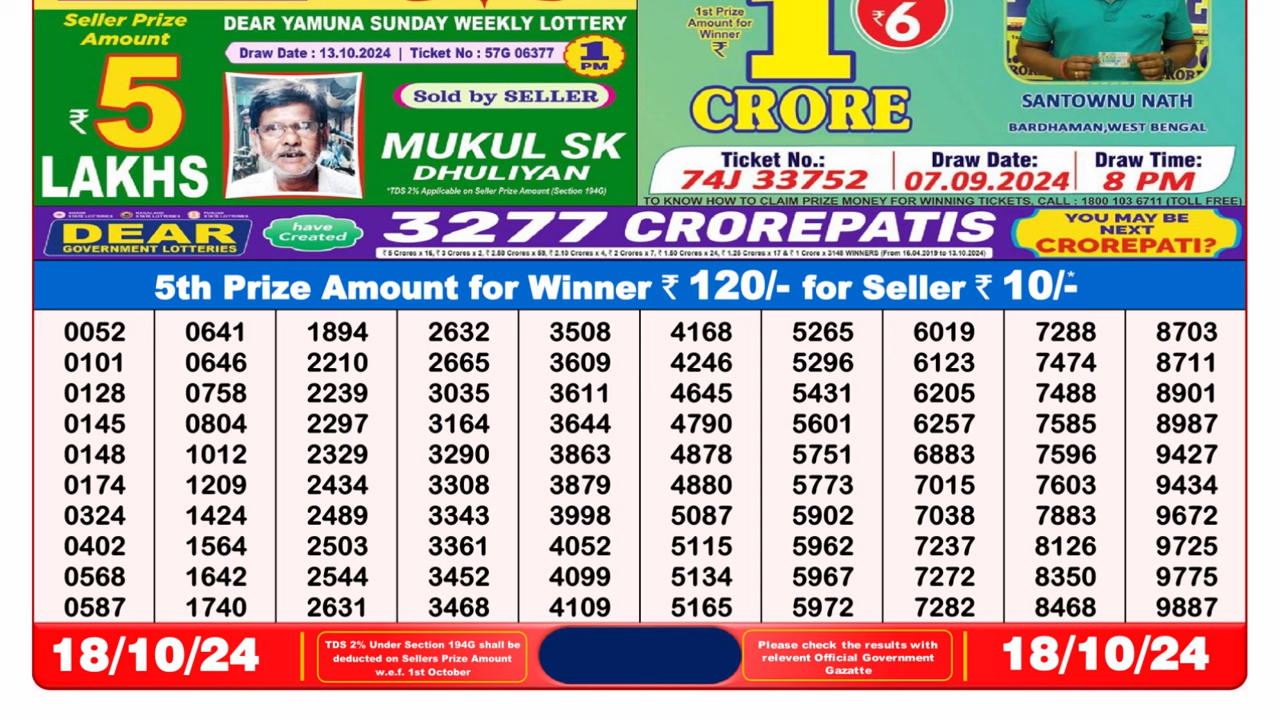 Seller Prize
Amount
₹ 5
LAKHS
DEAR YAMUNA SUNDAY WEEKLY LOTTERY
Draw Date : 13.10.2024 | Ticket No : 57G 06377
1
PM
Sold by SELLER
MUKUL SK
DHULIYAN
*TDS 2% Applicable on Seller Prize Amount (Section 194G)
1st Prize
Amount for
Winner
₹
1
CRORE
₹6
SANTOWNU NATH
BARDHAMAN,WEST BENGAL
Ticket No.:
74J 33752
Draw Date:
07.09.2024
Draw Time:
8 PM
TO KNOW HOW TO CLAIM PRIZE MONEY FOR WINNING TICKETS, CALL : 1800 103 6711 (TOLL FREE)
DEAR
GOVERNMENT LOTTERIES
have
Created
3277 CROREPATIS
YOU MAY BE
NEXT
CROREPATI?
5th Prize Amount for Winner ₹ 120/- for Seller ₹ 10/-*
0052 0641 1894 2632 3508 4168 5265 6019 7288 8703
0101 0646 2210 2665 3609 4246 5296 6123 7474 8711
0128 0758 2239 3035 3611 4645 5431 6205 7488 8901
0145 0804 2297 3164 3644 4790 5601 6257 7585 8987
0148 1012 2329 3290 3863 4878 5751 6883 7596 9427
0174 1209 2434 3308 3879 4880 5773 7015 7603 9434
0324 1424 2489 3343 3998 5087 5902 7038 7883 9672
0402 1564 2503 3361 4052 5115 5962 7237 8126 9725
0568 1642 2544 3452 4099 5134 5967 7272 8350 9775
0587 1740 2631 3468 4109 5165 5972 7282 8468 9887
18/10/24
TDS 2% Under Section 194G shall be
deducted on Sellers Prize Amount
w.e.f. 1st October
Please check the results with
relevent Official Government
Gazatte
18/10/24